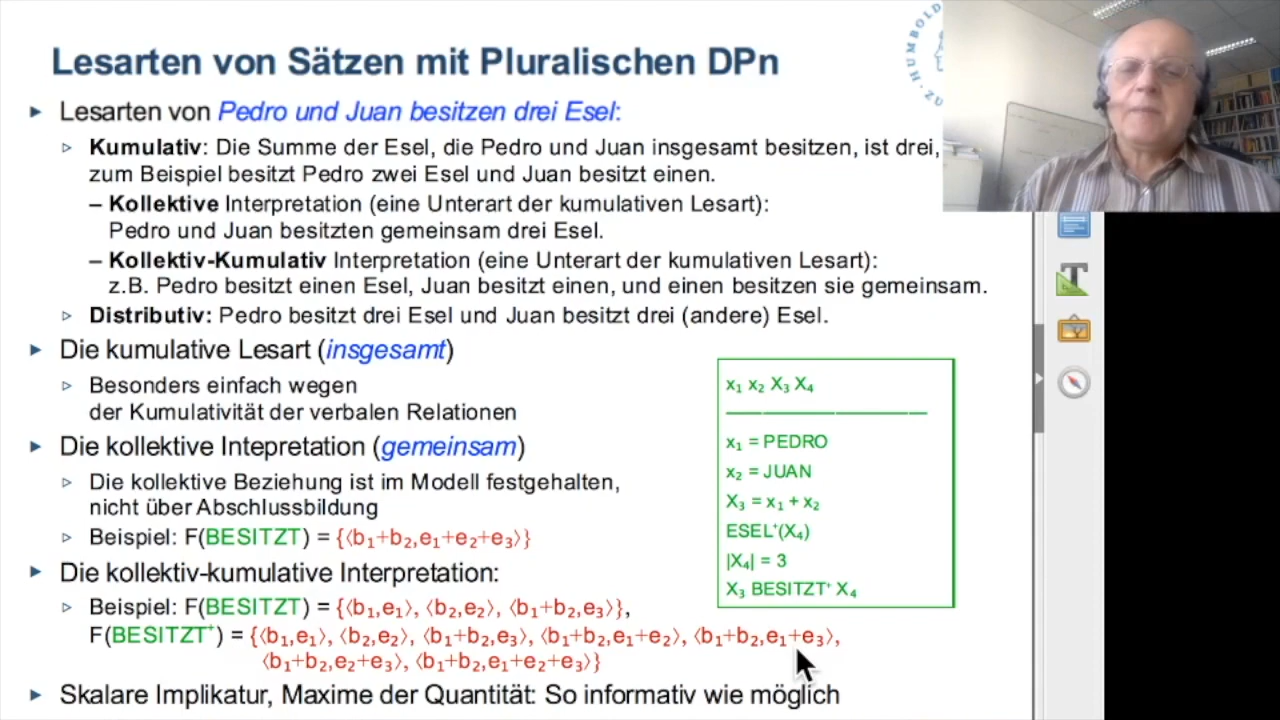 Lesarten von Sätzen mit Pluralischen DPn
HUMBOLD
ZU
► Lesarten von Pedro und Juan besitzen drei Esel:
▷ Kumulativ: Die Summe der Esel, die Pedro und Juan insgesamt besitzen, ist drei,
zum Beispiel besitzt Pedro zwei Esel und Juan besitzt einen.
– Kollektive Interpretation (eine Unterart der kumulativen Lesart):
Pedro und Juan besitzten gemeinsam drei Esel.
– Kollektiv-Kumulativ Interpretation (eine Unterart der kumulativen Lesart):
z.B. Pedro besitzt einen Esel, Juan besitzt einen, und einen besitzen sie gemeinsam.
▷ Distributiv: Pedro besitzt drei Esel und Juan besitzt drei (andere) Esel.
► Die kumulative Lesart (insgesamt)
▷ Besonders einfach wegen
der Kumulativität der verbalen Relationen
► Die kollektive Intepretation (gemeinsam)
▷ Die kollektive Beziehung ist im Modell festgehalten,
nicht über Abschlussbildung
▷ Beispiel: F(BESITZT) = {⟨b₁+b₂,e₁+e₂+e₃⟩}
► Die kollektiv-kumulative Interpretation:
▷ Beispiel: F(BESITZT) = {⟨b₁,e₁⟩, ⟨b₂,e₂⟩, ⟨b₁+b₂,e₃⟩},
F(BESITZT⁺) = {⟨b₁,e₁⟩, ⟨b₂,e₂⟩, ⟨b₁+b₂,e₃⟩, ⟨b₁+b₂,e₁+e₂⟩, ⟨b₁+b₂,e₁+e₃⟩,
⟨b₁+b₂,e₂+e₃⟩, ⟨b₁+b₂,e₁+e₂+e₃⟩}
► Skalare Implikatur, Maxime der Quantität: So informativ wie möglich
x₁ x₂ X₃ X₄
x₁ = PEDRO
x₂ = JUAN
X₃ = x₁ + x₂
ESEL⁺(X₄)
|X₄| = 3
X₃ BESITZT⁺ X₄
T